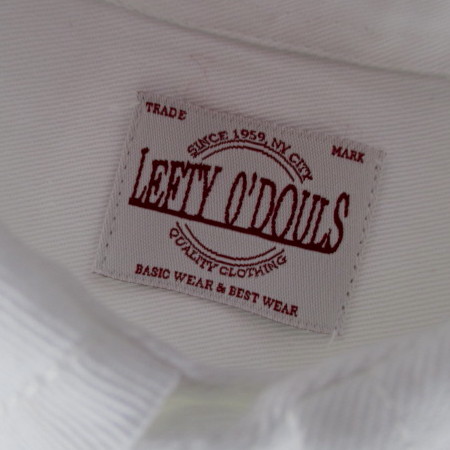 TRADE MARK
SINCE 1959, NY CITY
LEFTY O'DOULS
QUALITY CLOTHING
BASIC WEAR & BEST WEAR